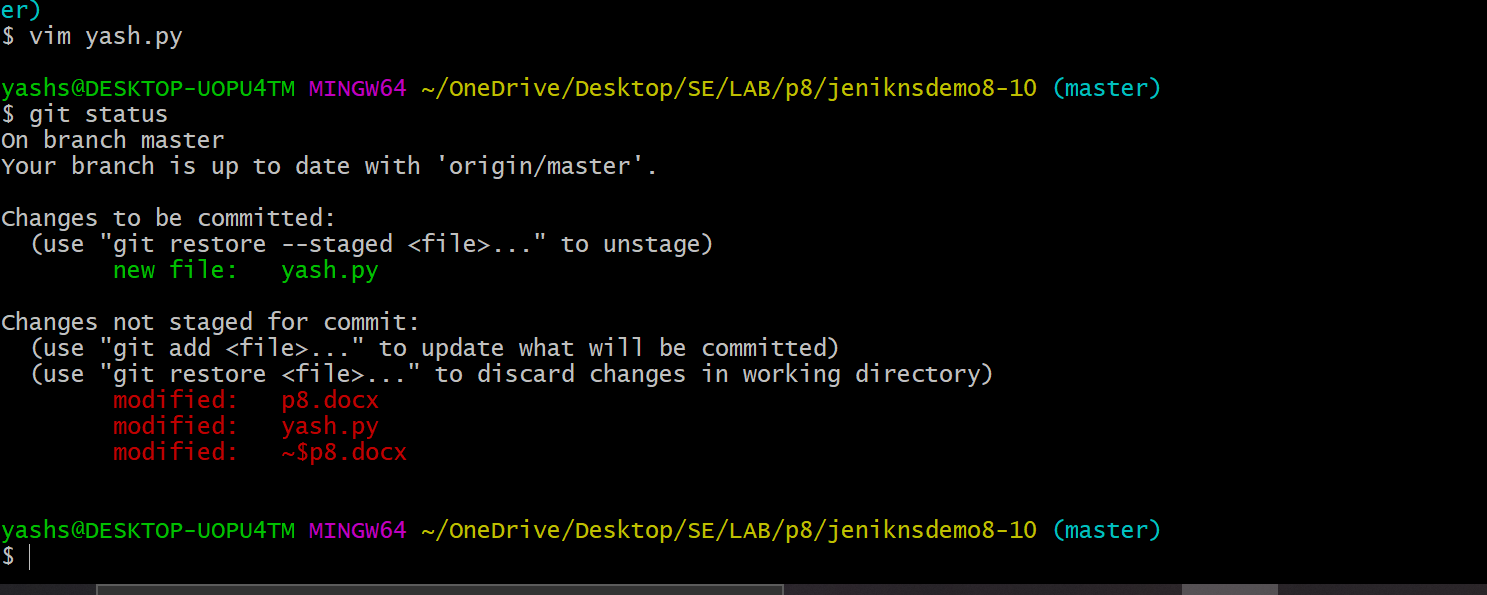 er)
$ vim yash.py
yashs@DESKTOP-UOPU4TM MINGW64 ~/OneDrive/Desktop/SE/LAB/p8/jeniknsdemo8-10 (master)
$ git status
On branch master
Your branch is up to date with 'origin/master'.
Changes to be committed:
  (use "git restore --staged <file>..." to unstage)
        new file:   yash.py
Changes not staged for commit:
  (use "git add <file>..." to update what will be committed)
  (use "git restore <file>..." to discard changes in working directory)
        modified:   p8.docx
        modified:   yash.py
        modified:   ~$p8.docx
yashs@DESKTOP-UOPU4TM MINGW64 ~/OneDrive/Desktop/SE/LAB/p8/jeniknsdemo8-10 (master)
$